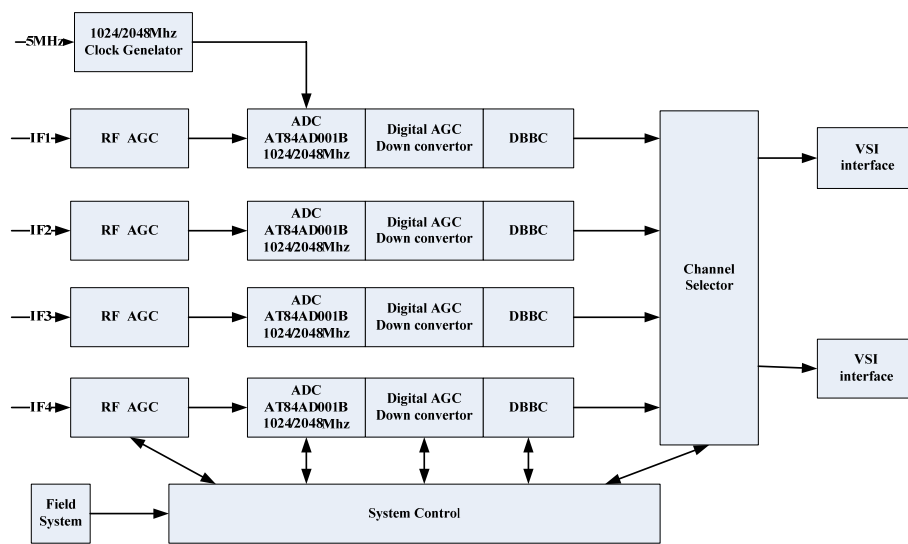 5MHz
1024/2048Mhz
Clock Genelator
IF1
RF AGC
ADC
AT84AD001B
1024/2048Mhz
Digital AGC
Down convertor
DBBC
VSI
interface
IF2
RF AGC
ADC
AT84AD001B
1024/2048Mhz
Digital AGC
Down convertor
DBBC
Channel
Selector
IF3
RF AGC
ADC
AT84AD001B
1024/2048Mhz
Digital AGC
Down convertor
DBBC
VSI
interface
IF4
RF AGC
ADC
AT84AD001B
1024/2048Mhz
Digital AGC
Down convertor
DBBC
Field
System
System Control